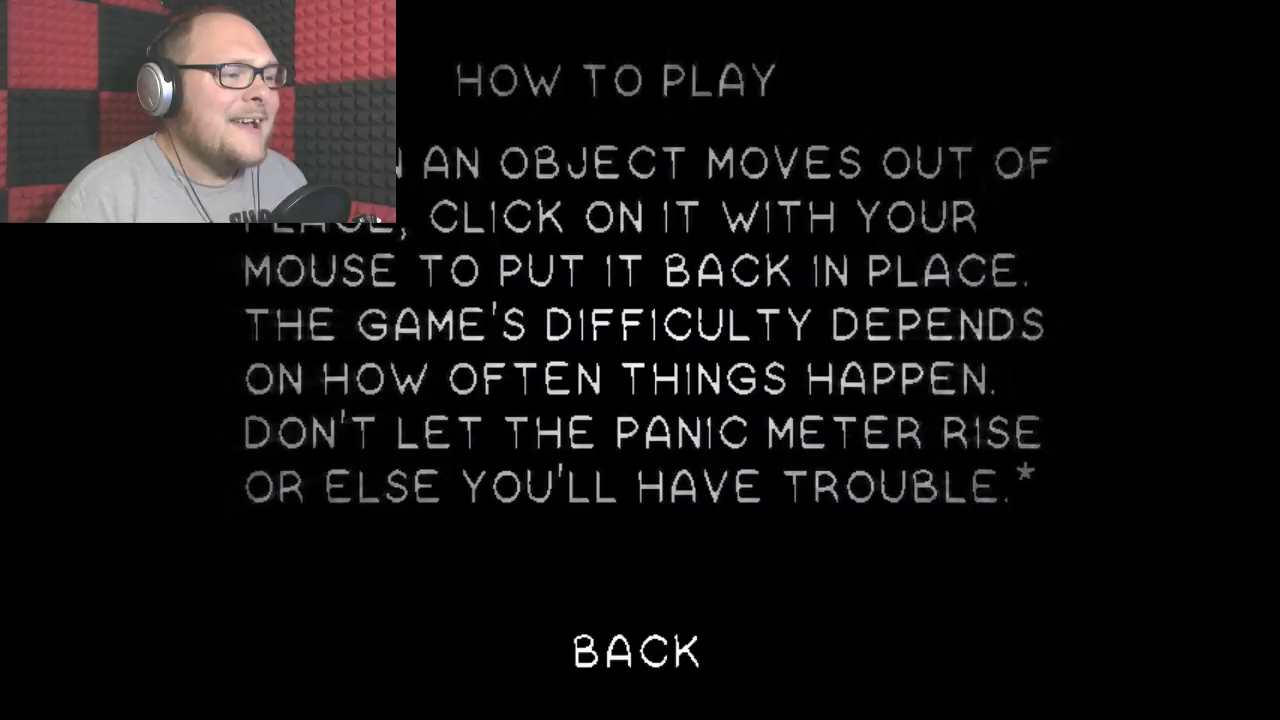 HOW TO PLAY
AN OBJECT MOVES OUT OF
PLACE, CLICK ON IT WITH YOUR
MOUSE TO PUT IT BACK IN PLACE.
THE GAME'S DIFFICULTY DEPENDS
ON HOW OFTEN THINGS HAPPEN.
DON'T LET THE PANIC METER RISE
OR ELSE YOU'LL HAVE TROUBLE.*
BACK